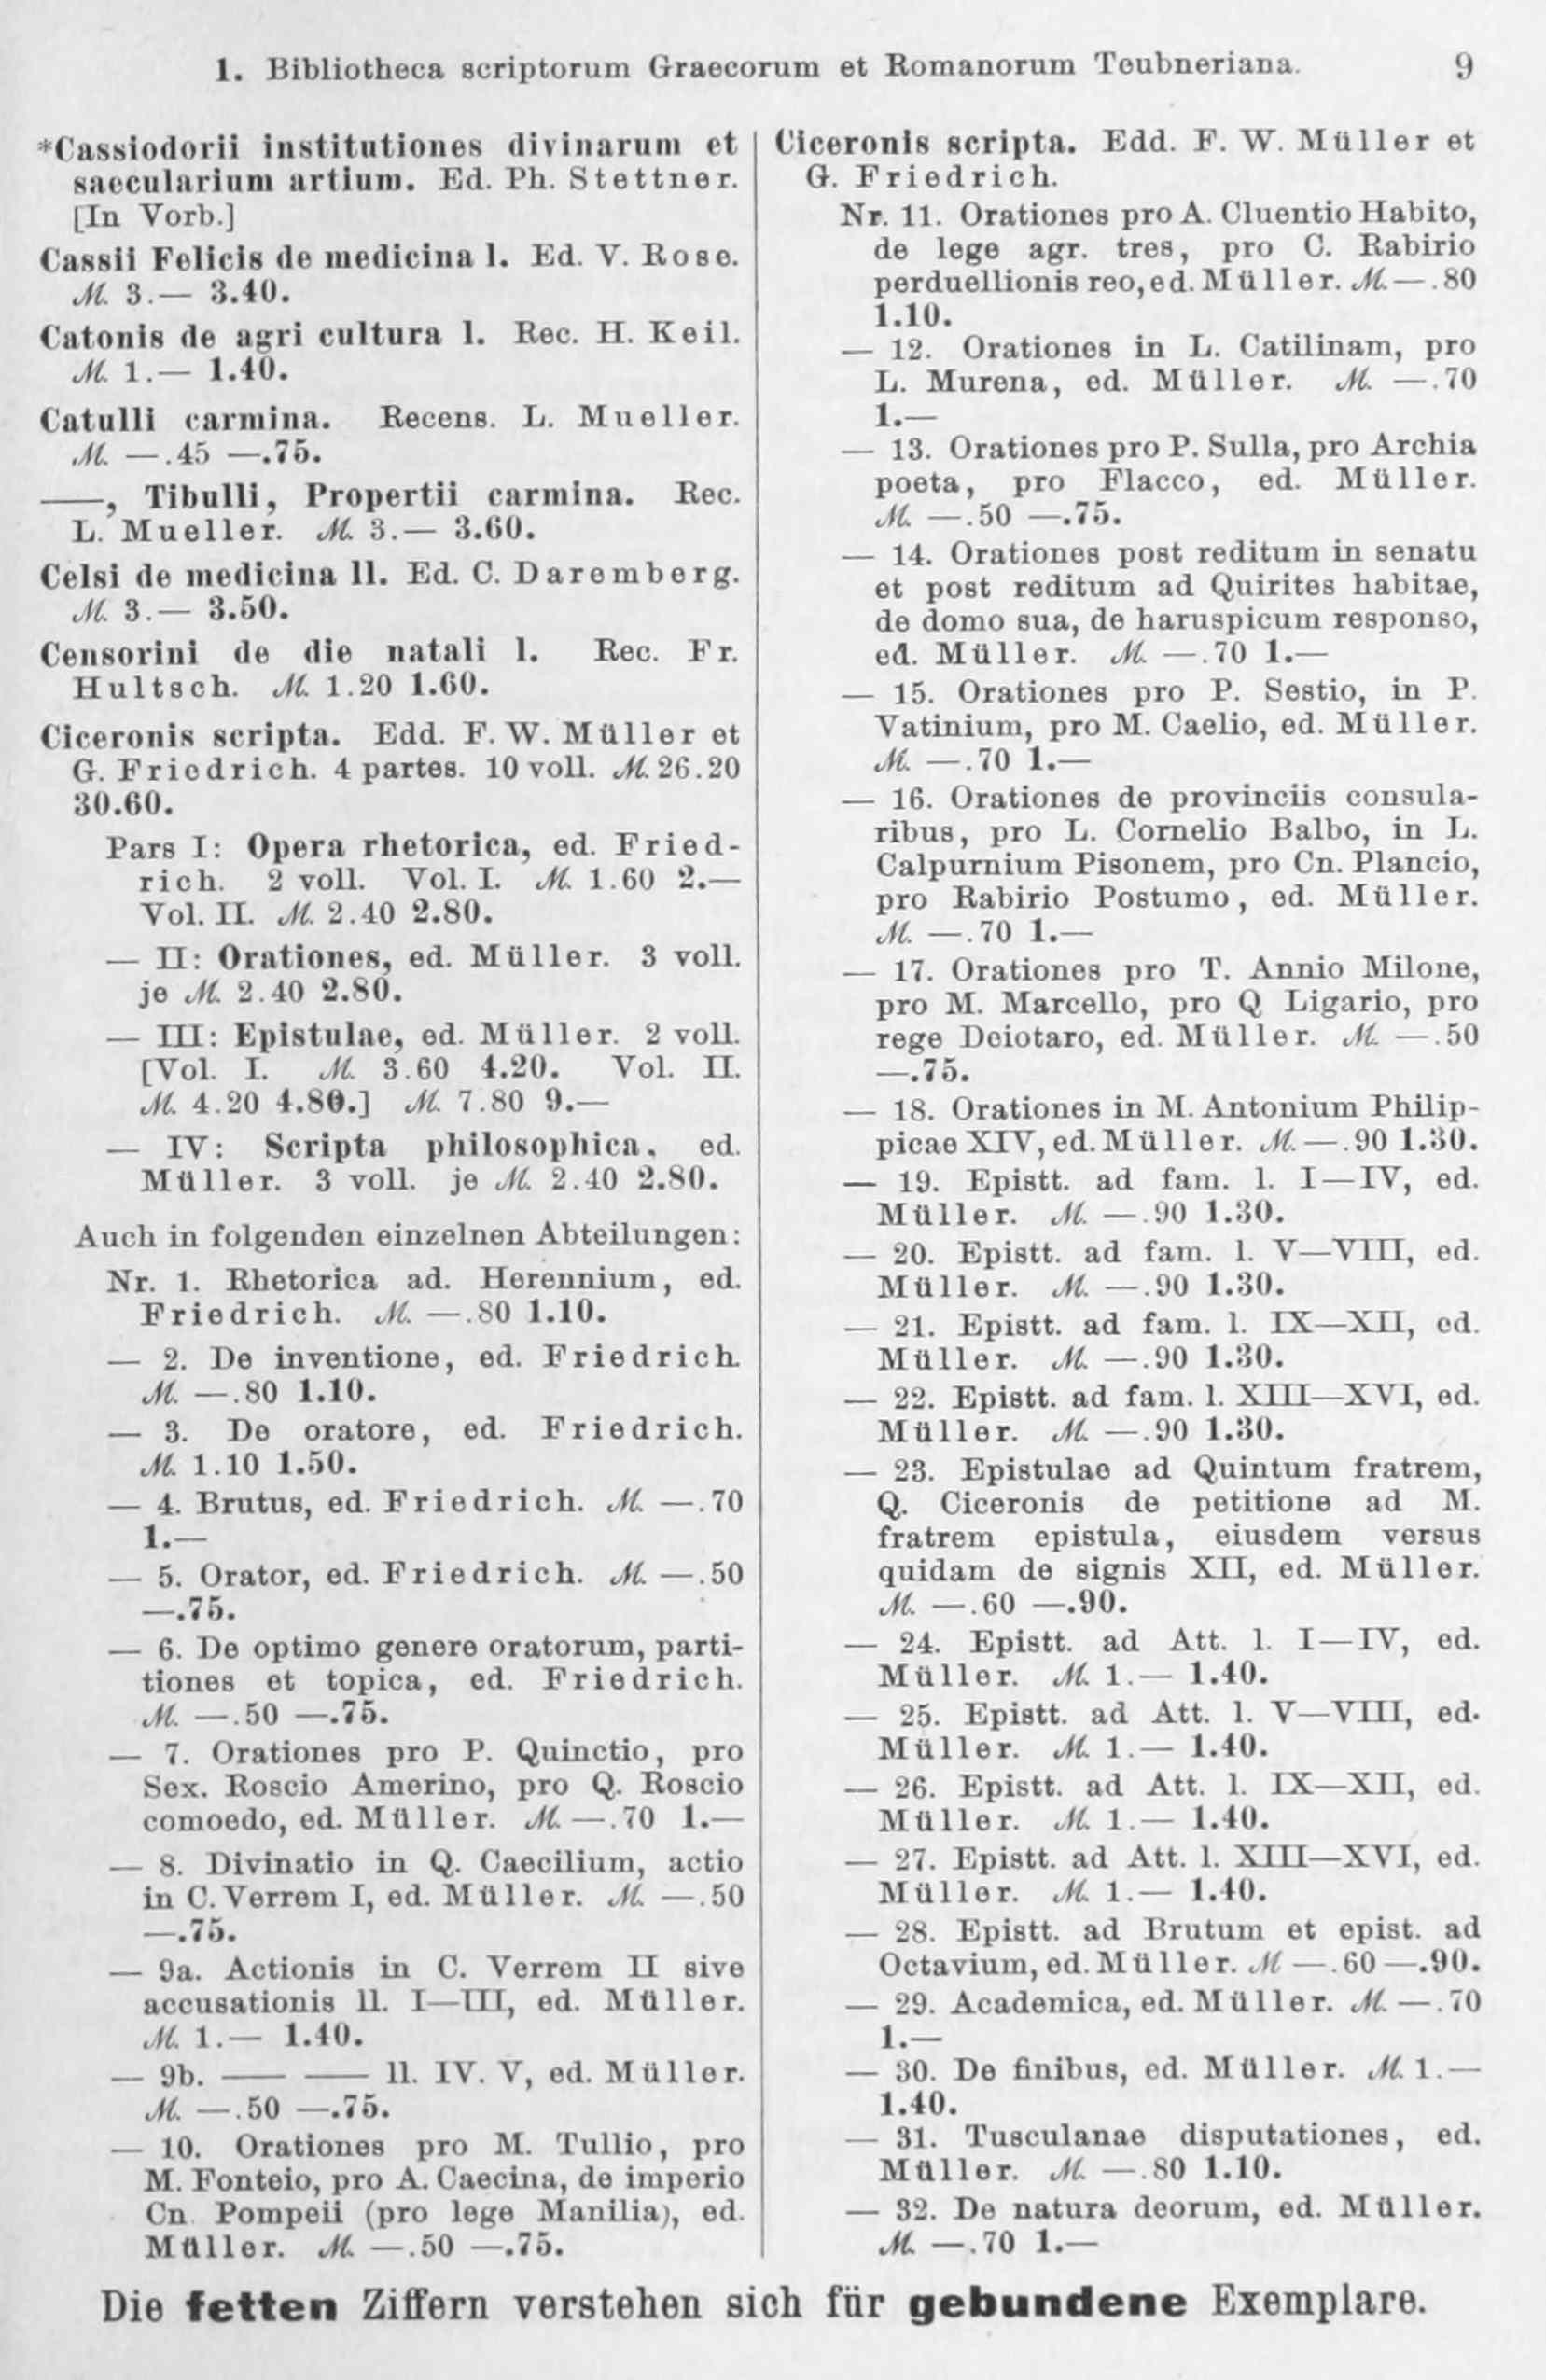 1. Bibliotheca scriptorum Graecorum et Romanorum Teubneriana. 9
*Cassiodorii institutiones divinarum et
saecularium artium. Ed. Ph. Stettner.
[In Vorb.]
Cassii Felicis de medicina l. Ed. V. Rose.
ℳ 3.— 3.40.
Catonis de agri cultura l. Rec. H. Keil.
ℳ 1.— 1.40.
Catulli carmina. Recens. L. Mueller.
ℳ —.45 —.75.
——, Tibulli, Propertii carmina. Rec.
L. Mueller. ℳ 3.— 3.60.
Celsi de medicina ll. Ed. C. Daremberg.
ℳ 3.— 3.50.
Censorini de die natali l. Rec. Fr.
Hultsch. ℳ 1.20 1.60.
Ciceronis scripta. Edd. F. W. Müller et
G. Friedrich. 4 partes. 10 voll. ℳ 26.20
30.60.
Pars I: Opera rhetorica, ed. Fried-
rich. 2 voll. Vol. I. ℳ 1.60 2.—
Vol. II. ℳ 2.40 2.80.
— II: Orationes, ed. Müller. 3 voll.
je ℳ 2.40 2.80.
— III: Epistulae, ed. Müller. 2 voll.
[Vol. I. ℳ 3.60 4.20. Vol. II.
ℳ 4.20 4.80.] ℳ 7.80 9.—
— IV: Scripta philosophica, ed.
Müller. 3 voll. je ℳ 2.40 2.80.
Auch in folgenden einzelnen Abteilungen:
Nr. 1. Rhetorica ad. Herennium, ed.
Friedrich. ℳ —.80 1.10.
— 2. De inventione, ed. Friedrich.
ℳ —.80 1.10.
— 3. De oratore, ed. Friedrich.
ℳ 1.10 1.50.
— 4. Brutus, ed. Friedrich. ℳ —.70
1.—
— 5. Orator, ed. Friedrich. ℳ —.50
—.75.
— 6. De optimo genere oratorum, parti-
tiones et topica, ed. Friedrich.
ℳ —.50 —.75.
— 7. Orationes pro P. Quinctio, pro
Sex. Roscio Amerino, pro Q. Roscio
comoedo, ed. Müller. ℳ —.70 1.—
— 8. Divinatio in Q. Caecilium, actio
in C. Verrem I, ed. Müller. ℳ —.50
—.75.
— 9a. Actionis in C. Verrem II sive
accusationis ll. I—III, ed. Müller.
ℳ 1.— 1.40.
— 9b. —— —— ll. IV. V, ed. Müller.
ℳ —.50 —.75.
— 10. Orationes pro M. Tullio, pro
M. Fonteio, pro A. Caecina, de imperio
Cn. Pompeii (pro lege Manilia), ed.
Müller. ℳ —.50 —.75.
Ciceronis scripta. Edd. F. W. Müller et
G. Friedrich.
Nr. 11. Orationes pro A. Cluentio Habito,
de lege agr. tres, pro C. Rabirio
perduellionis reo, ed. Müller. ℳ —.80
1.10.
— 12. Orationes in L. Catilinam, pro
L. Murena, ed. Müller. ℳ —.70
1.—
— 13. Orationes pro P. Sulla, pro Archia
poeta, pro Flacco, ed. Müller.
ℳ —.50 —.75.
— 14. Orationes post reditum in senatu
et post reditum ad Quirites habitae,
de domo sua, de haruspicum responso,
ed. Müller. ℳ —.70 1.—
— 15. Orationes pro P. Sestio, in P.
Vatinium, pro M. Caelio, ed. Müller.
ℳ —.70 1.—
— 16. Orationes de provinciis consula-
ribus, pro L. Cornelio Balbo, in L.
Calpurnium Pisonem, pro Cn. Plancio,
pro Rabirio Postumo, ed. Müller.
ℳ —.70 1.—
— 17. Orationes pro T. Annio Milone,
pro M. Marcello, pro Q Ligario, pro
rege Deiotaro, ed. Müller. ℳ —.50
—.75.
— 18. Orationes in M. Antonium Philip-
picae XIV, ed. Müller. ℳ —.90 1.30.
— 19. Epistt. ad fam. l. I—IV, ed.
Müller. ℳ —.90 1.30.
— 20. Epistt. ad fam. l. V—VIII, ed.
Müller. ℳ —.90 1.30.
— 21. Epistt. ad fam. l. IX—XII, ed.
Müller. ℳ —.90 1.30.
— 22. Epistt. ad fam. l. XIII—XVI, ed.
Müller. ℳ —.90 1.30.
— 23. Epistulae ad Quintum fratrem,
Q. Ciceronis de petitione ad M.
fratrem epistula, eiusdem versus
quidam de signis XII, ed. Müller.
ℳ —.60 —.90.
— 24. Epistt. ad Att. l. I—IV, ed.
Müller. ℳ 1.— 1.40.
— 25. Epistt. ad Att. l. V—VIII, ed.
Müller. ℳ 1.— 1.40.
— 26. Epistt. ad Att. l. IX—XII, ed.
Müller. ℳ 1.— 1.40.
— 27. Epistt. ad Att. l. XIII—XVI, ed.
Müller. ℳ 1.— 1.40.
— 28. Epistt. ad Brutum et epist. ad
Octavium, ed. Müller. ℳ —.60 —.90.
— 29. Academica, ed. Müller. ℳ —.70
1.—
— 30. De finibus, ed. Müller. ℳ 1.—
1.40.
— 31. Tusculanae disputationes, ed.
Müller. ℳ —.80 1.10.
— 32. De natura deorum, ed. Müller.
ℳ —.70 1.—
Die fetten Ziffern verstehen sich für gebundene Exemplare.